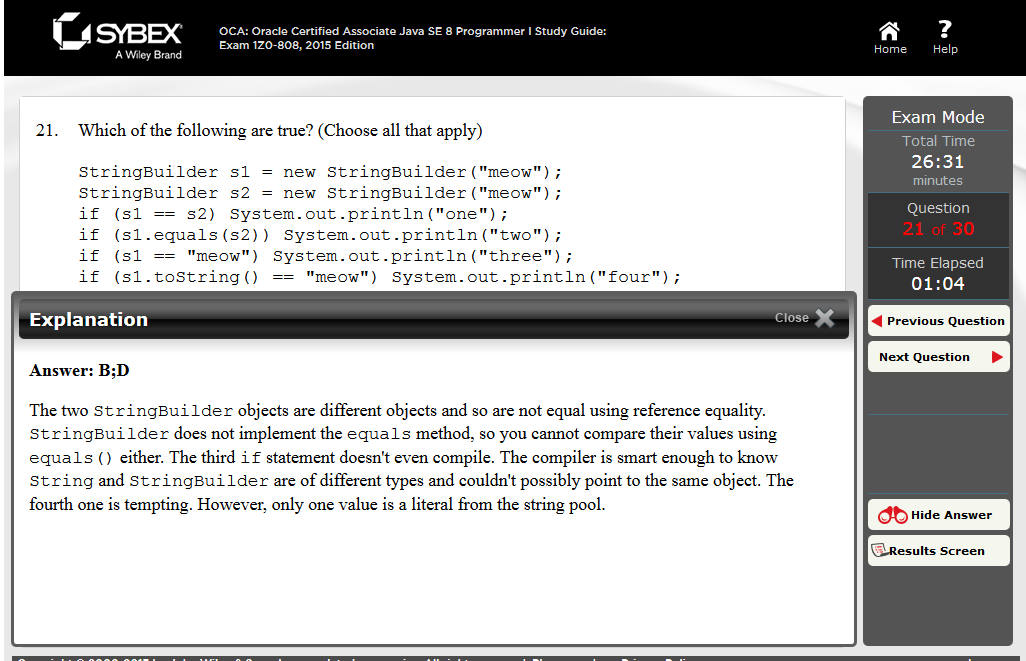 SYBEX
A Wiley Brand
OCA: Oracle Certified Associate Java SE 8 Programmer I Study Guide:
Exam 1Z0-808, 2015 Edition
Home
Help
21. Which of the following are true? (Choose all that apply)
StringBuilder s1 = new StringBuilder("meow");
StringBuilder s2 = new StringBuilder("meow");
if (s1 == s2) System.out.println("one");
if (s1.equals(s2)) System.out.println("two");
if (s1 == "meow") System.out.println("three");
if (s1.toString() == "meow") System.out.println("four");
Explanation
Close
Answer: B;D
The two StringBuilder objects are different objects and so are not equal using reference equality.
StringBuilder does not implement the equals method, so you cannot compare their values using
equals() either. The third if statement doesn't even compile. The compiler is smart enough to know
String and StringBuilder are of different types and couldn't possibly point to the same object. The
fourth one is tempting. However, only one value is a literal from the string pool.
Exam Mode
Total Time
26:31
minutes
Question
21 of 30
Time Elapsed
01:04
Previous Question
Next Question
Hide Answer
Results Screen